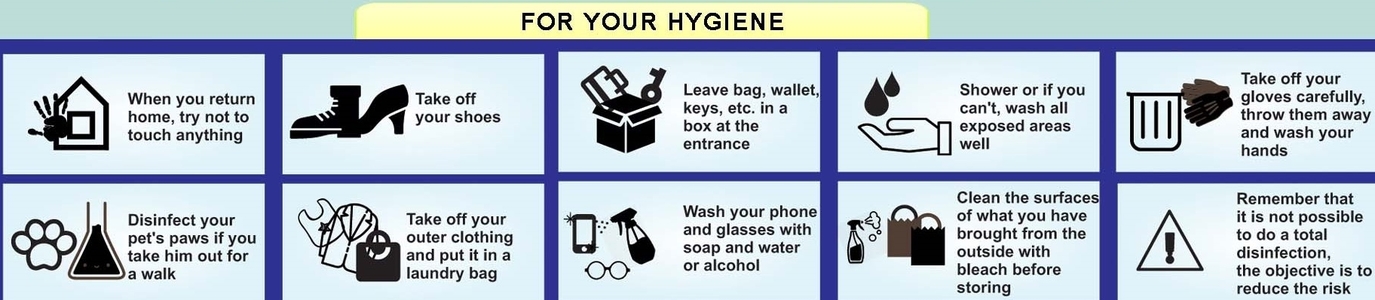 FOR YOUR HYGIENE
When you return
home, try not to
touch anything
Take off
your shoes
Leave bag, wallet,
keys, etc. in a
box at the
entrance
Shower or if you
can't, wash all
exposed areas
well
Take off your
gloves carefully,
throw them away
and wash your
hands
Disinfect your
pet's paws if you
take him out for
a walk
Take off your
outer clothing
and put it in a
laundry bag
Wash your phone
and glasses with
soap and water
or alcohol
Clean the surfaces
of what you have
brought from the
outside with
bleach before
storing
Remember that
it is not possible
to do a total
disinfection,
the objective is to
reduce the risk